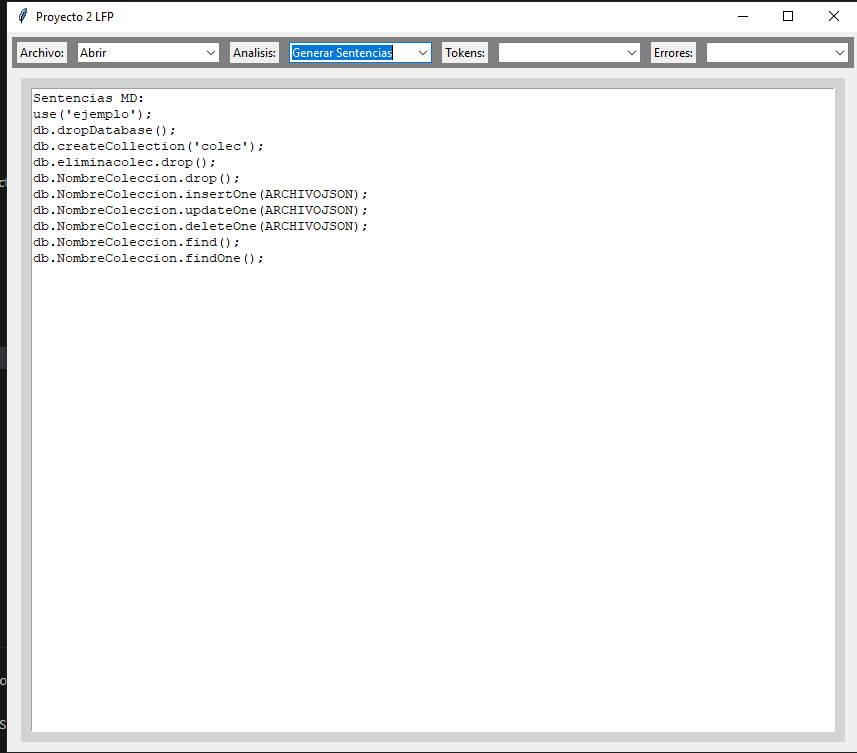 Proyecto 2 LFP
Archivo: Abrir Analisis: Generar Sentencias Tokens: Errores:
Sentencias MD:
use('ejemplo');
db.dropDatabase();
db.createCollection('colec');
db.eliminacolec.drop();
db.NombreColeccion.drop();
db.NombreColeccion.insertOne(ARCHIVOJSON);
db.NombreColeccion.updateOne(ARCHIVOJSON);
db.NombreColeccion.deleteOne(ARCHIVOJSON);
db.NombreColeccion.find();
db.NombreColeccion.findOne();